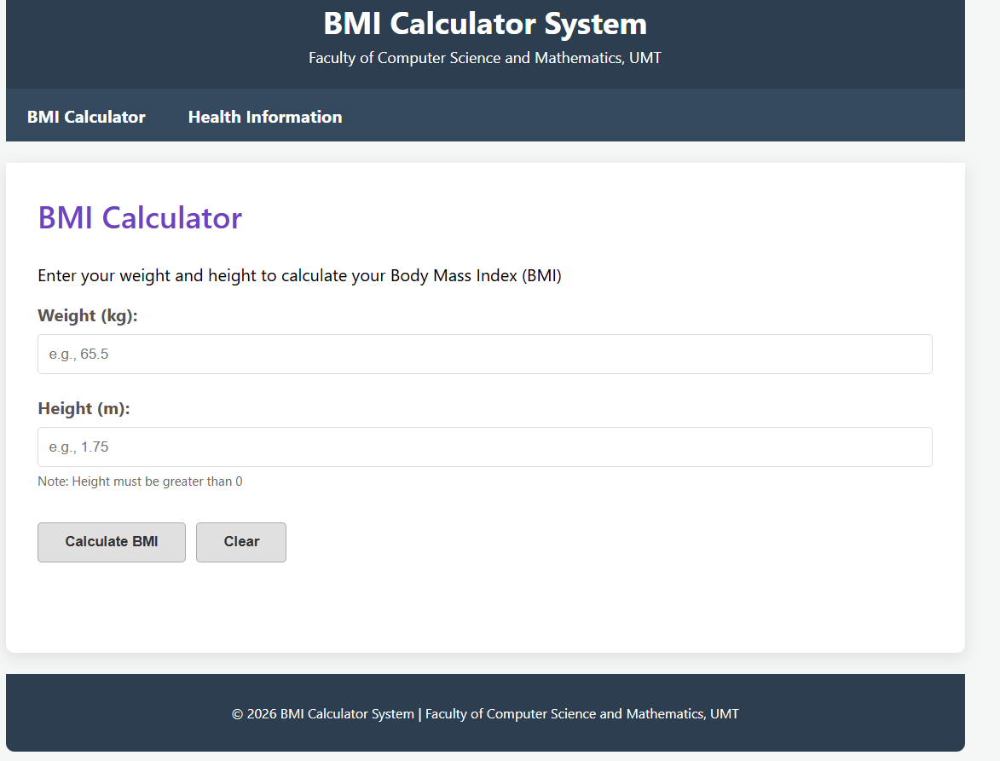 BMI Calculator System
Faculty of Computer Science and Mathematics, UMT
BMI Calculator Health Information
BMI Calculator
Enter your weight and height to calculate your Body Mass Index (BMI)
Weight (kg):
e.g., 65.5
Height (m):
e.g., 1.75
Note: Height must be greater than 0
Calculate BMI Clear
© 2026 BMI Calculator System | Faculty of Computer Science and Mathematics, UMT